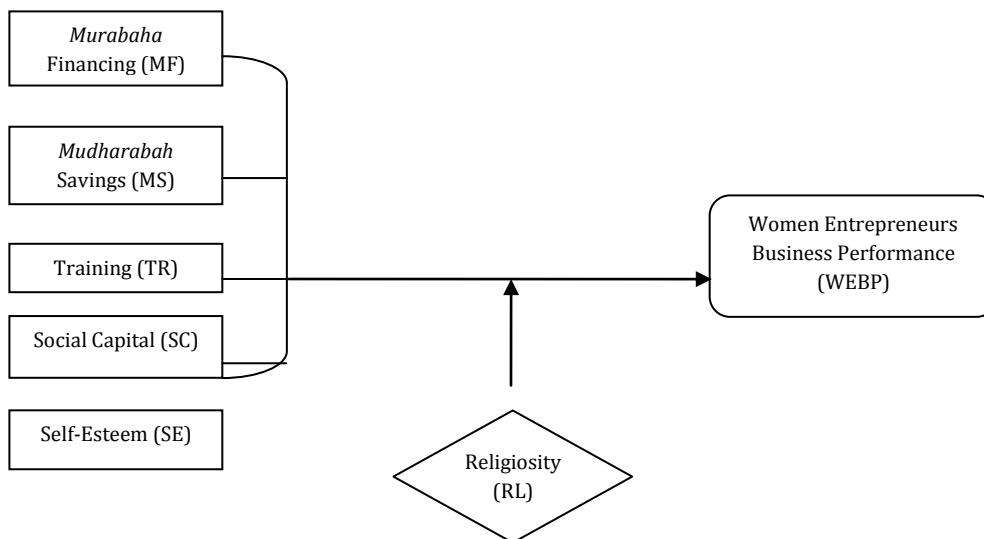 Murabaha
Financing (MF)
Mudharabah
Savings (MS)
Training (TR)
Social Capital (SC)
Self-Esteem (SE)
Women Entrepreneurs
Business Performance
(WEBP)
Religiosity
(RL)